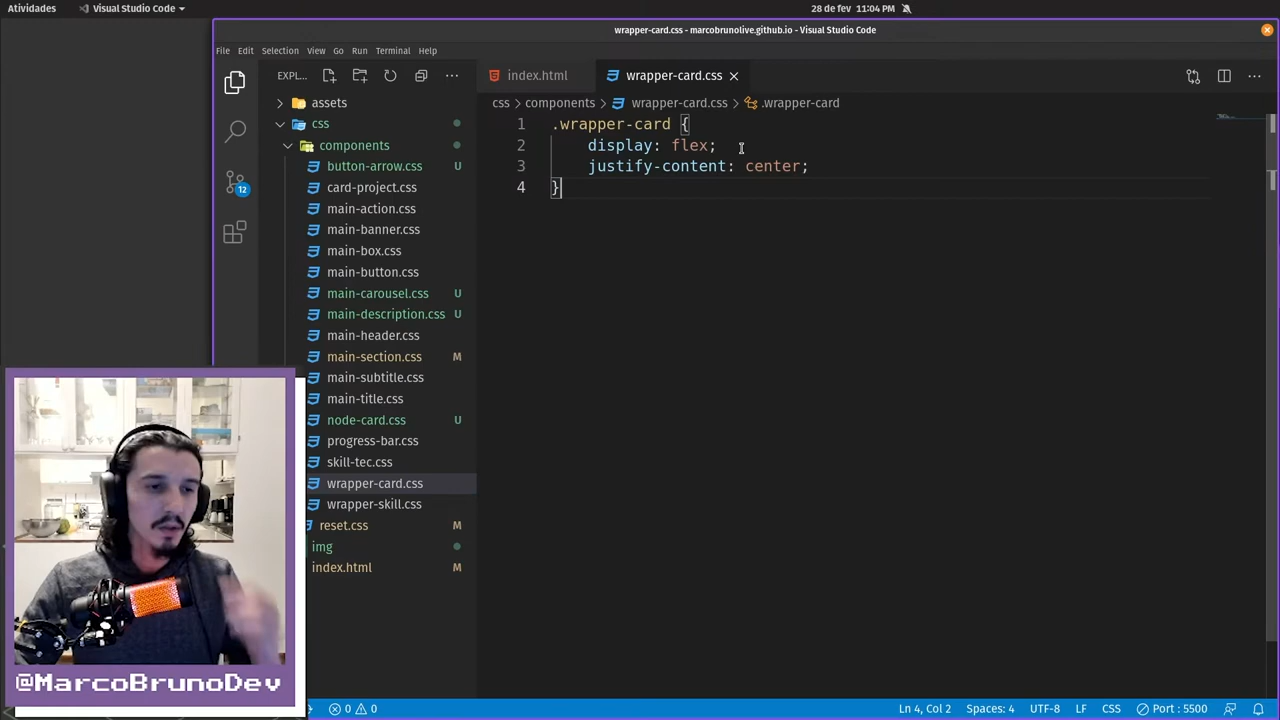 Atividades
Visual Studio Code
28 de fev 11:04 PM
wrapper-card.css - marcobrunolive.github.io - Visual Studio Code
File Edit Selection View Go Run Terminal Help
EXPL...
index.html
wrapper-card.css
css
components
wrapper-card.css
.wrapper-card
assets
css
components
button-arrow.css U
card-project.css
main-action.css
main-banner.css
main-box.css
main-button.css
main-carousel.css U
main-description.css U
main-header.css
main-section.css M
main-subtitle.css
main-title.css
node-card.css U
progress-bar.css
skill-tec.css
wrapper-card.css
wrapper-skill.css
reset.css M
img
index.html M
12
1 .wrapper-card {
2 display: flex;
3 justify-content: center;
4 }
@MarcoBrunoDev
0 0
Ln 4, Col 2
Spaces: 4
UTF-8
LF
CSS
Port : 5500